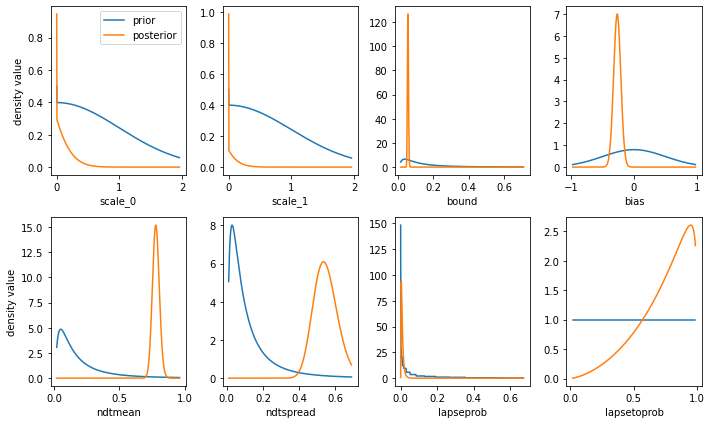 prior
posterior
density value
0.0 0.2 0.4 0.6 0.8
0 1 2
scale_0
0.0 0.2 0.4 0.6 0.8 1.0
0 1 2
scale_1
0 20 40 60 80 100 120
0.0 0.2 0.4 0.6
bound
0 1 2 3 4 5 6 7
−1 0 1
bias
density value
0.0 2.5 5.0 7.5 10.0 12.5 15.0
0.0 0.5 1.0
ndtmean
0 2 4 6 8
0.0 0.2 0.4 0.6
ndtspread
0 25 50 75 100 125 150
0.0 0.5
lapseprob
0.0 0.5 1.0 1.5 2.0 2.5
0.0 0.5 1.0
lapsetoprob